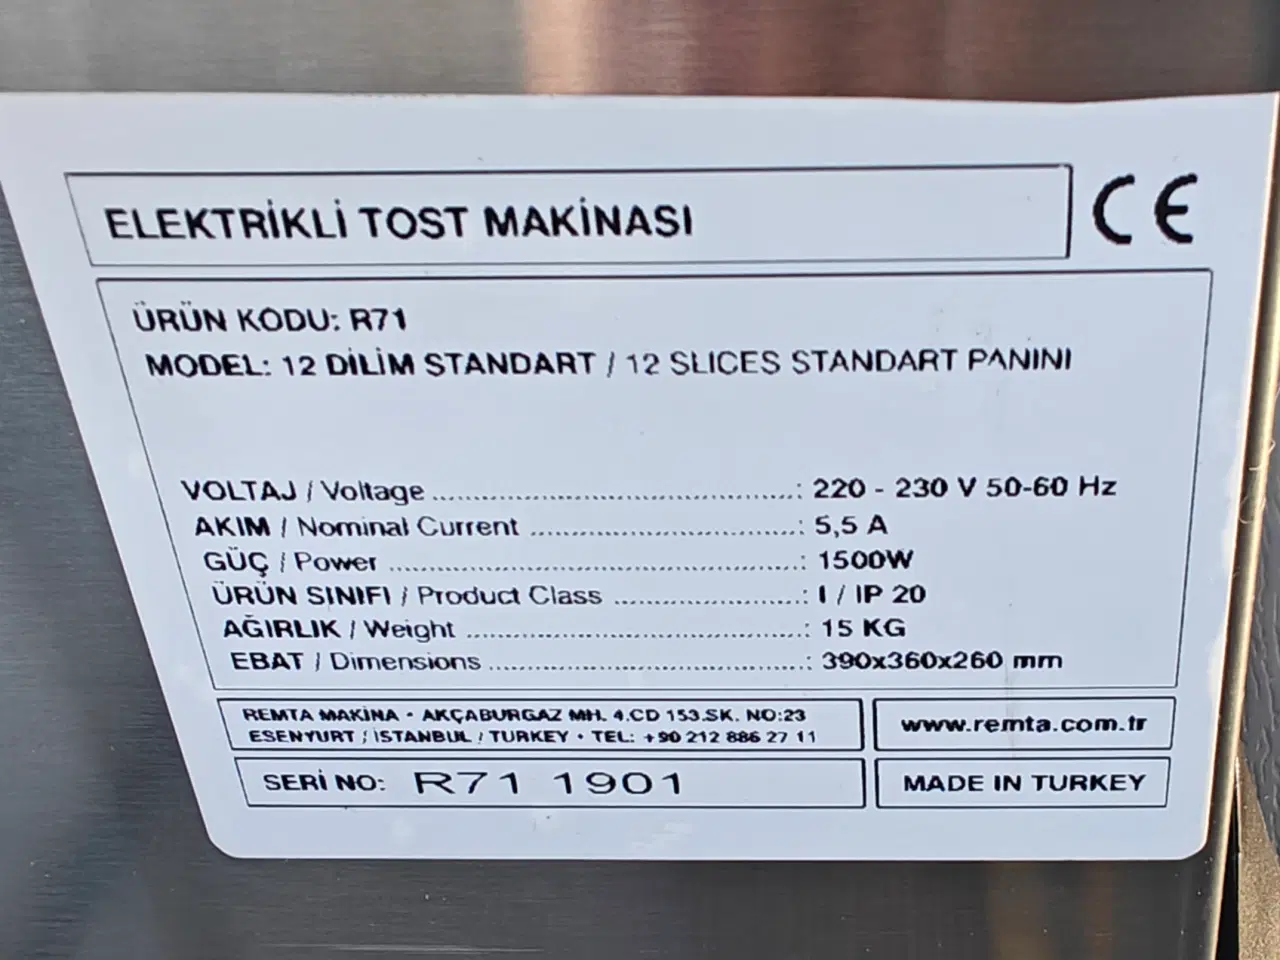 ELEKTRİKLİ TOST MAKİNASI
CE
ÜRÜN KODU: R71
MODEL: 12 DİLİM STANDART / 12 SLICES STANDART PANINI
VOLTAJ / Voltage : 220 - 230 V 50-60 Hz
AKIM / Nominal Current : 5,5 A
GÜÇ / Power : 1500W
ÜRÜN SINIFI / Product Class : I / IP 20
AĞIRLIK / Weight : 15 KG
EBAT / Dimensions : 390x360x260 mm
REMTA MAKİNA • AKÇABURGAZ MH. 4.CD 153.SK. NO:23
ESENYURT / İSTANBUL / TURKEY • TEL: +90 212 886 27 11
www.remta.com.tr
SERİ NO: R71 1901
MADE IN TURKEY